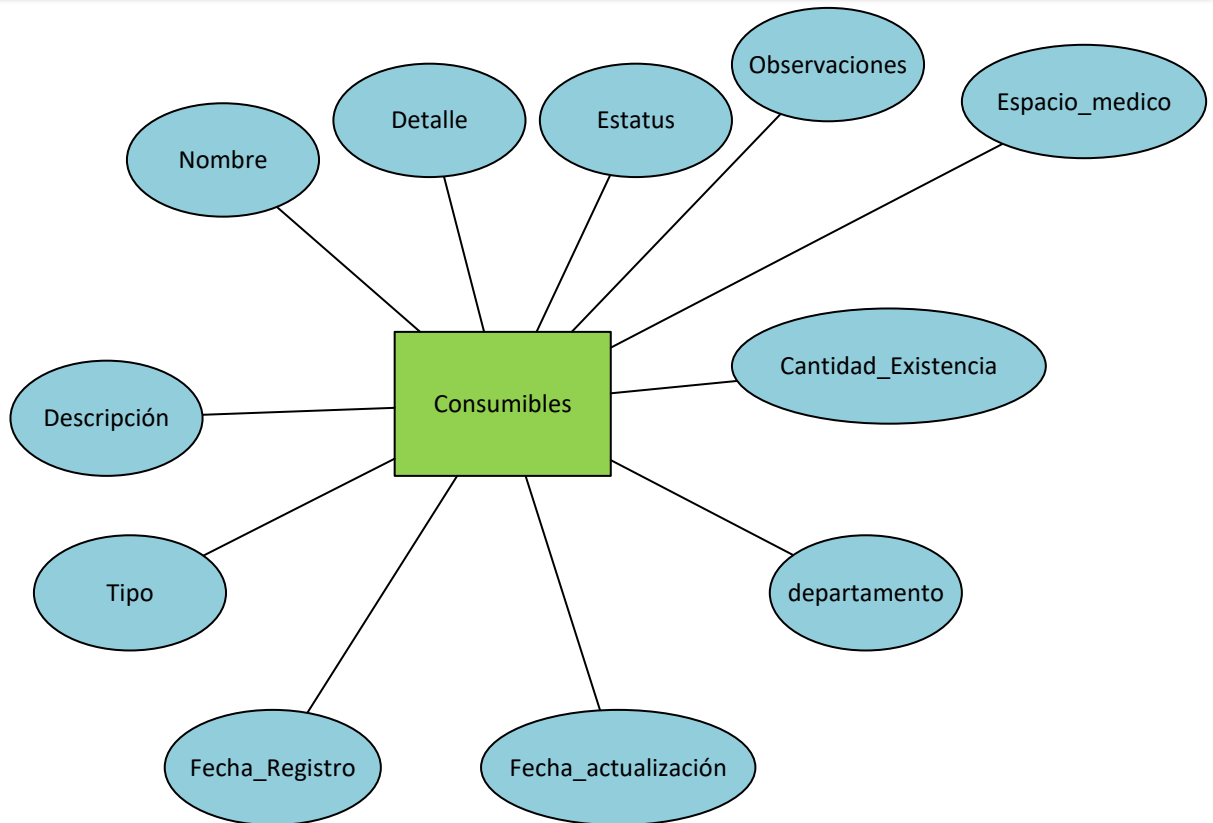 Observaciones
Espacio_medico
Detalle
Estatus
Nombre
Cantidad_Existencia
Consumibles
Descripción
Tipo
departamento
Fecha_Registro
Fecha_actualización